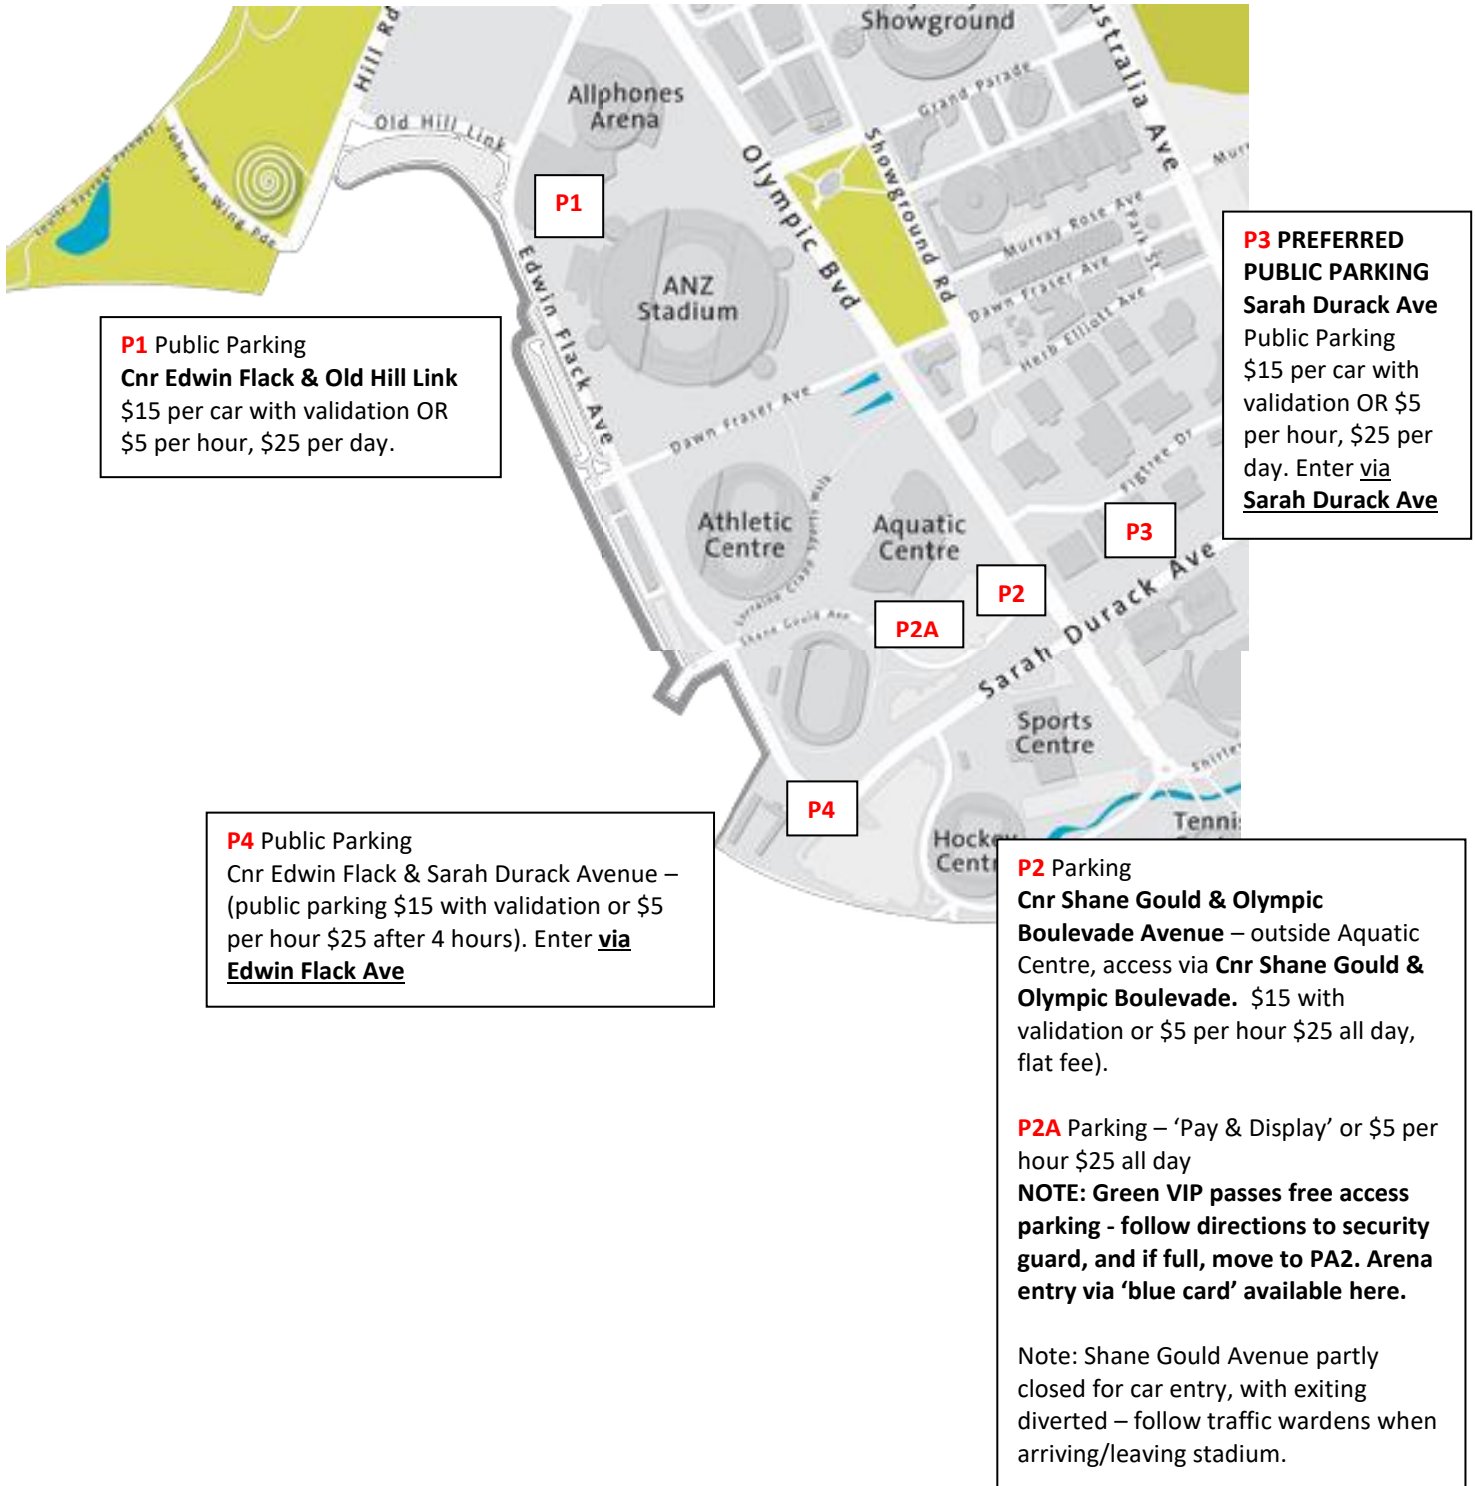 Showground
Hill Rd
Australia Ave
Allphones
Arena
Grand Parade
Old Hill Link
John Ian Wing Pde
Olympic Bvd
Showground Rd
P1
Murray Rose Ave
Park St
Edwin Flack Ave
ANZ
Stadium
Dawn Fraser Ave
Herb Elliott Ave
Dawn Fraser Ave
Figtree Dr
Athletic
Centre
Aquatic
Centre
Lorraine Crapp Sports Walk
P3
P2
Shane Gould Ave
P2A
Sarah Durack Ave
Sports
Centre
P4
Hockey
Tennis
P3 PREFERRED
PUBLIC PARKING
Sarah Durack Ave
Public Parking
$15 per car with
validation OR $5
per hour, $25 per
day. Enter via
Sarah Durack Ave
P1 Public Parking
Cnr Edwin Flack & Old Hill Link
$15 per car with validation OR
$5 per hour, $25 per day.
P4 Public Parking
Cnr Edwin Flack & Sarah Durack Avenue –
(public parking $15 with validation or $5
per hour $25 after 4 hours). Enter via
Edwin Flack Ave
P2 Parking
Cnr Shane Gould & Olympic
Boulevade Avenue – outside Aquatic
Centre, access via Cnr Shane Gould &
Olympic Boulevade.  $15 with
validation or $5 per hour $25 all day,
flat fee).
P2A Parking – ‘Pay & Display’ or $5 per
hour $25 all day
NOTE: Green VIP passes free access
parking - follow directions to security
guard, and if full, move to PA2. Arena
entry via ‘blue card’ available here.
Note: Shane Gould Avenue partly
closed for car entry, with exiting
diverted – follow traffic wardens when
arriving/leaving stadium.